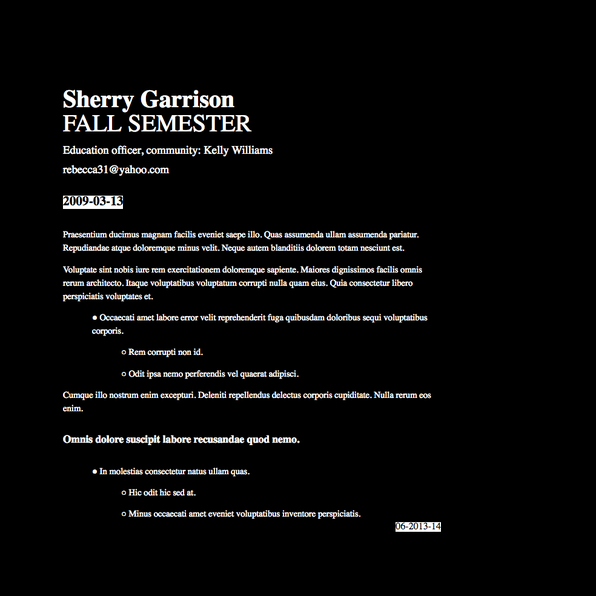 Sherry Garrison
FALL SEMESTER
Education officer, community: Kelly Williams
rebecca31@yahoo.com
2009-03-13
Praesentium ducimus magnam facilis eveniet saepe illo. Quas assumenda ullam assumenda pariatur.
Repudiandae atque doloremque minus velit. Neque autem blanditiis dolorem totam nesciunt est.
Voluptate sint nobis iure rem exercitationem doloremque sapiente. Maiores dignissimos facilis omnis
rerum architecto. Itaque voluptatibus voluptatum corrupti nulla quam eius. Quia consectetur libero
perspiciatis voluptates et.
● Occaecati amet labore error velit reprehenderit fuga quibusdam doloribus sequi voluptatibus
corporis.
○ Rem corrupti non id.
○ Odit ipsa nemo perferendis vel quaerat adipisci.
Cumque illo nostrum enim excepturi. Deleniti repellendus delectus corporis cupiditate. Nulla rerum eos
enim.
Omnis dolore suscipit labore recusandae quod nemo.
● In molestias consectetur natus ullam quas.
○ Hic odit hic sed at.
○ Minus occaecati amet eveniet voluptatibus inventore perspiciatis.
06-2013-14